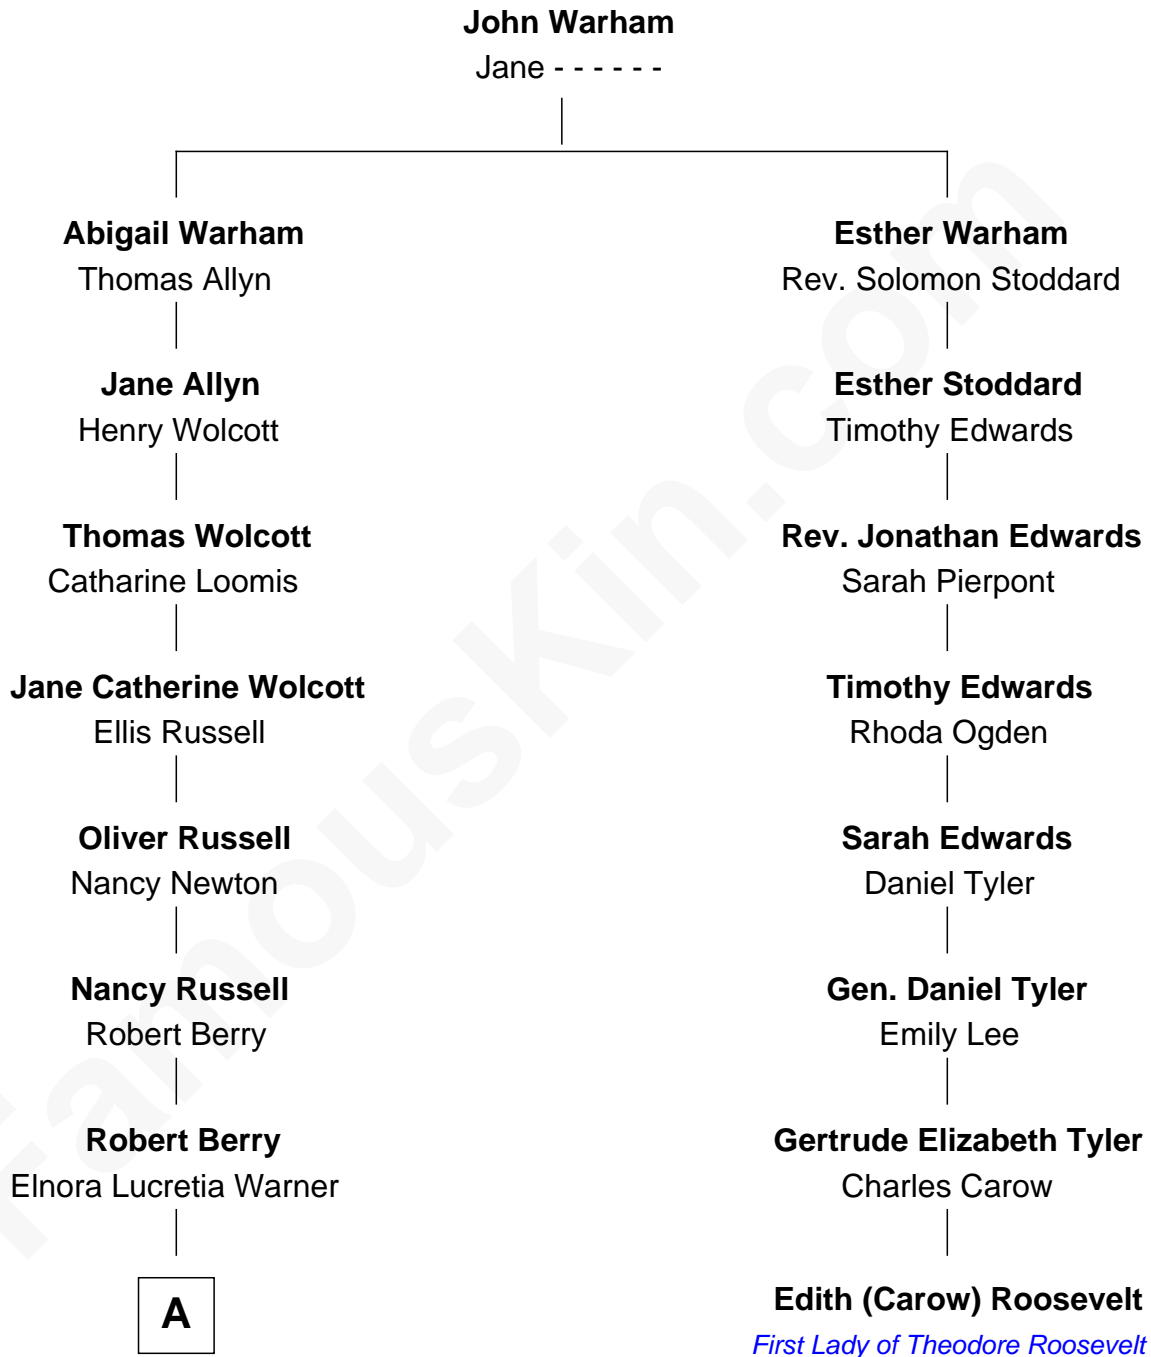 John Warham
Jane - - - - - -
Abigail Warham
Thomas Allyn
Esther Warham
Rev. Solomon Stoddard
Jane Allyn
Henry Wolcott
Esther Stoddard
Timothy Edwards
Thomas Wolcott
Catharine Loomis
Rev. Jonathan Edwards
Sarah Pierpont
Jane Catherine Wolcott
Ellis Russell
Timothy Edwards
Rhoda Ogden
Oliver Russell
Nancy Newton
Sarah Edwards
Daniel Tyler
Nancy Russell
Robert Berry
Gen. Daniel Tyler
Emily Lee
Robert Berry
Elnora Lucretia Warner
Gertrude Elizabeth Tyler
Charles Carow
A
Edith (Carow) Roosevelt
First Lady of Theodore Roosevelt
FamousKin.com